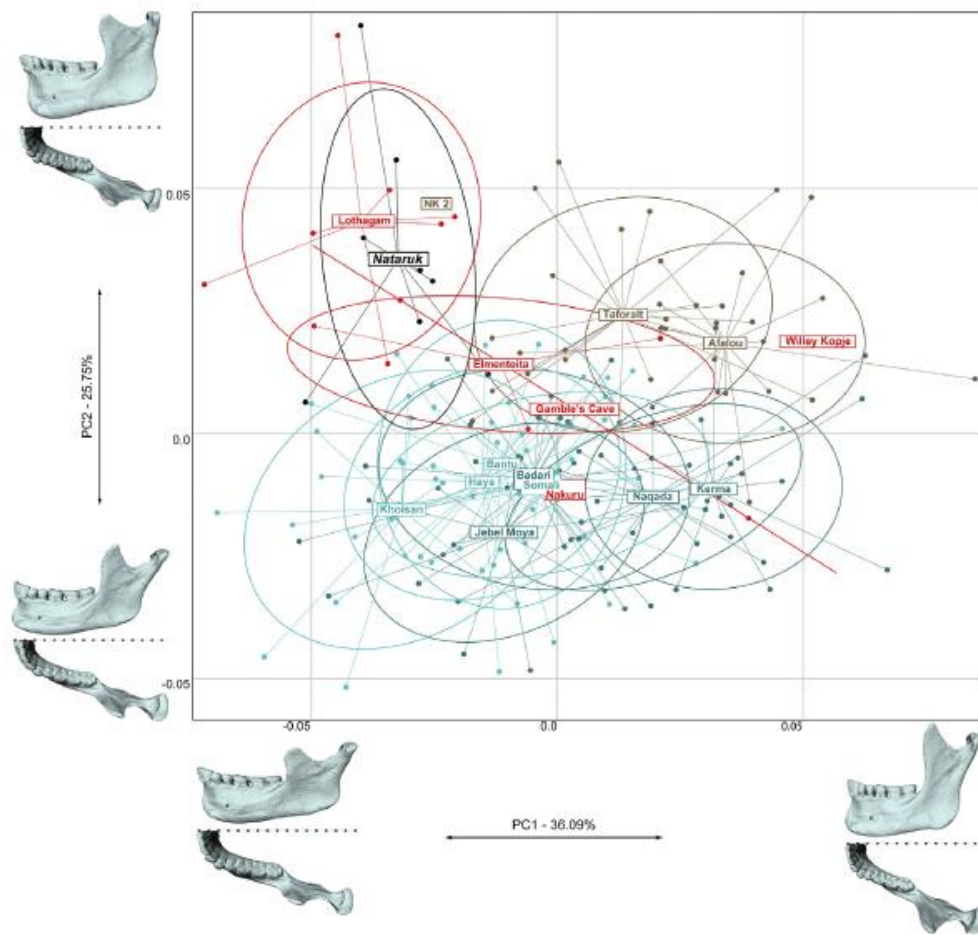 0.05
NK 2
Lothagam
Nataruk
Taforalt
Afalou
Willey Kopje
Elmenteita
Gamble's Cave
PC2 - 25.75%
0.0
Bantu
Badari
Haya
Somali
Nakuru
Naqada
Kerma
Khoisan
Jebel Moya
-0.05
-0.05
0.0
0.05
PC1 - 36.09%